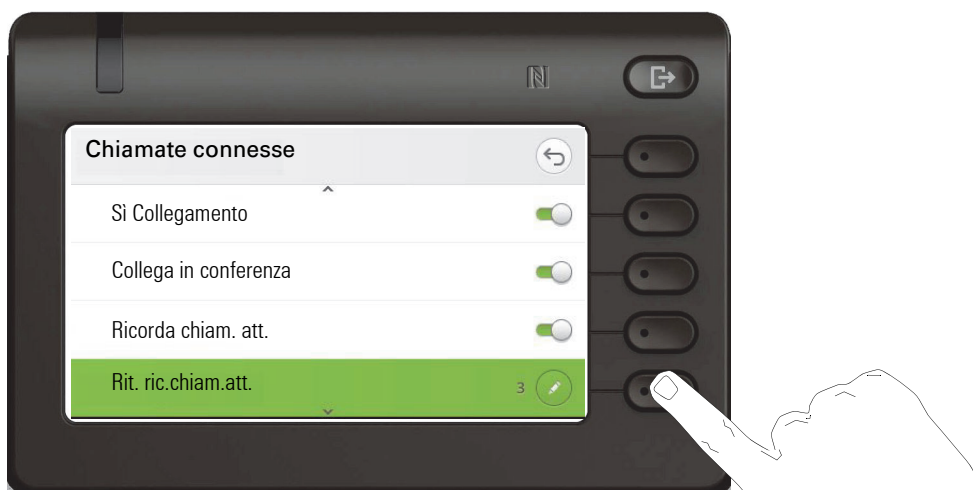 Chiamate connesse
Sì Collegamento
Collega in conferenza
Ricorda chiam. att.
Rit. ric.chiam.att.
3